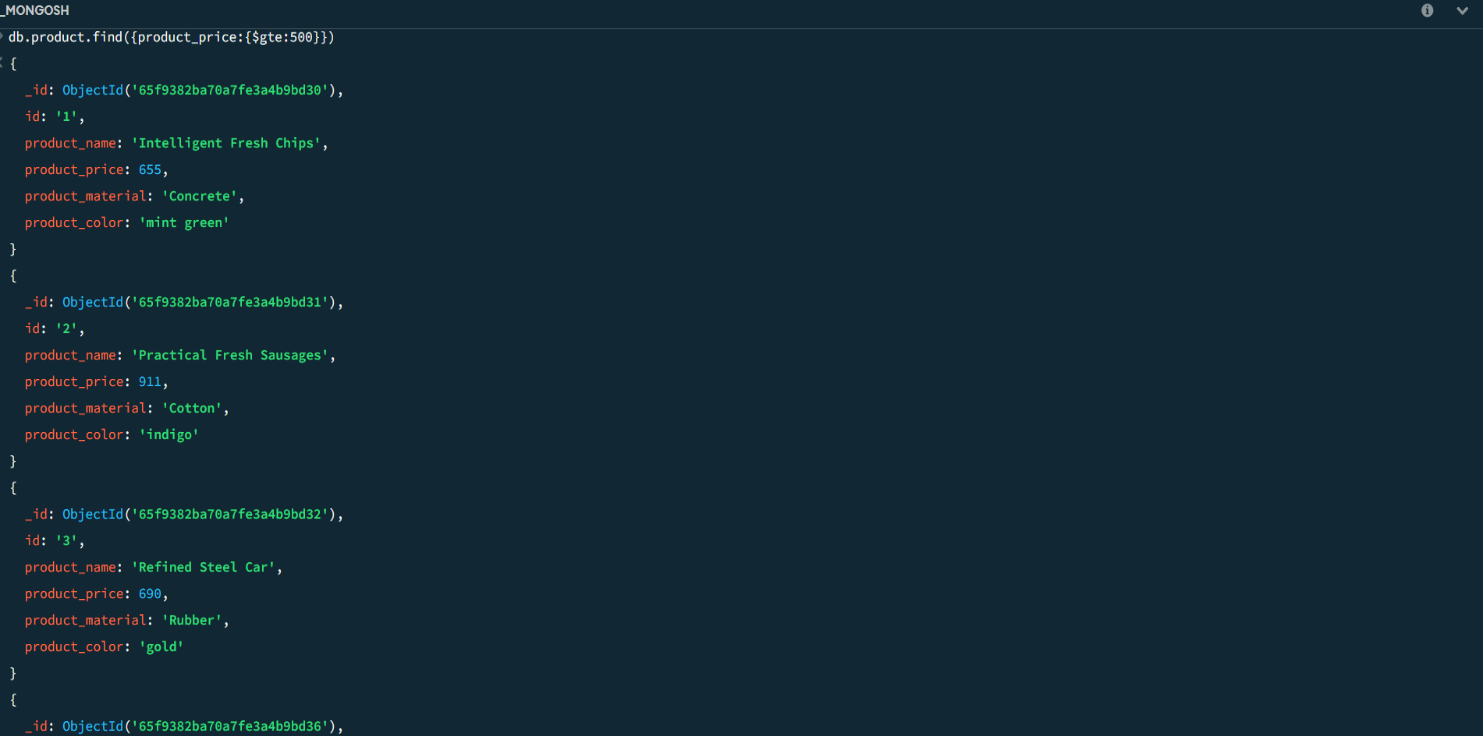 _MONGOSH
db.product.find({product_price:{$gte:500}})
{
_id: ObjectId('65f9382ba70a7fe3a4b9bd30'),
id: '1',
product_name: 'Intelligent Fresh Chips',
product_price: 655,
product_material: 'Concrete',
product_color: 'mint green'
}
{
_id: ObjectId('65f9382ba70a7fe3a4b9bd31'),
id: '2',
product_name: 'Practical Fresh Sausages',
product_price: 911,
product_material: 'Cotton',
product_color: 'indigo'
}
{
_id: ObjectId('65f9382ba70a7fe3a4b9bd32'),
id: '3',
product_name: 'Refined Steel Car',
product_price: 690,
product_material: 'Rubber',
product_color: 'gold'
}
{
_id: ObjectId('65f9382ba70a7fe3a4b9bd36'),